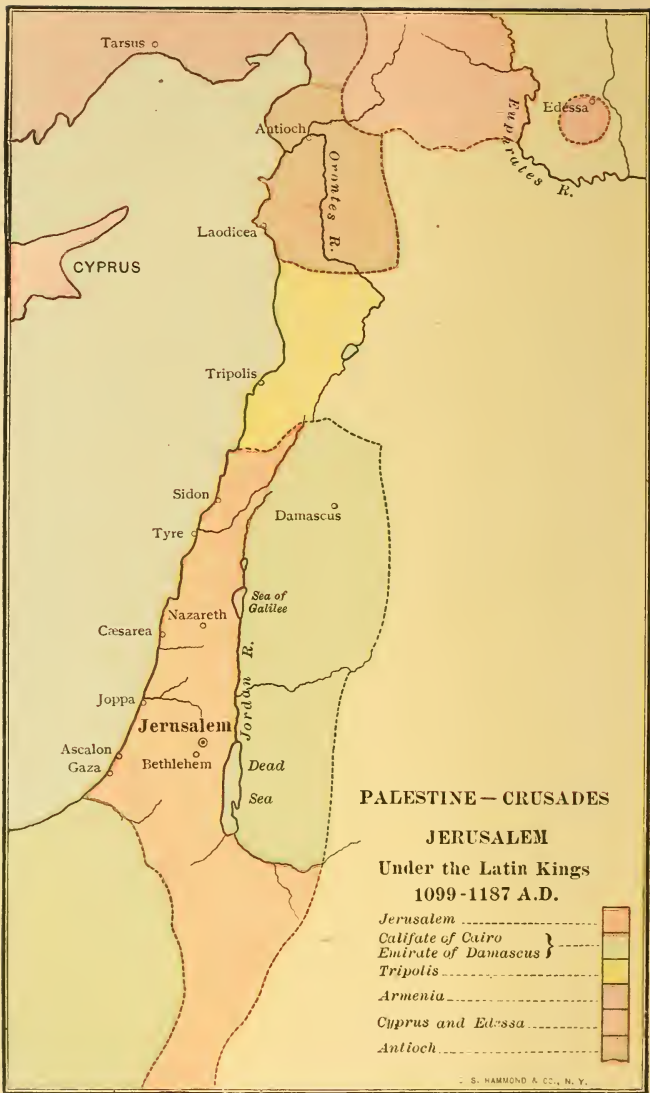 Tarsus
Edessa
Euphrates R.
Antioch
Orontes R.
Laodicea
CYPRUS
Tripolis
Sidon
Damascus
Tyre
Sea of
Galilee
Nazareth
Cæsarea
Jordan R.
Joppa
Jerusalem
Ascalon
Gaza
Bethlehem
Dead
Sea
PALESTINE—CRUSADES
JERUSALEM
Under the Latin Kings
1099-1187 A.D.
Jerusalem
Califate of Cairo
Emirate of Damascus }
Tripolis
Armenia
Cyprus and Edessa
Antioch
S. HAMMOND & CO., N. Y.